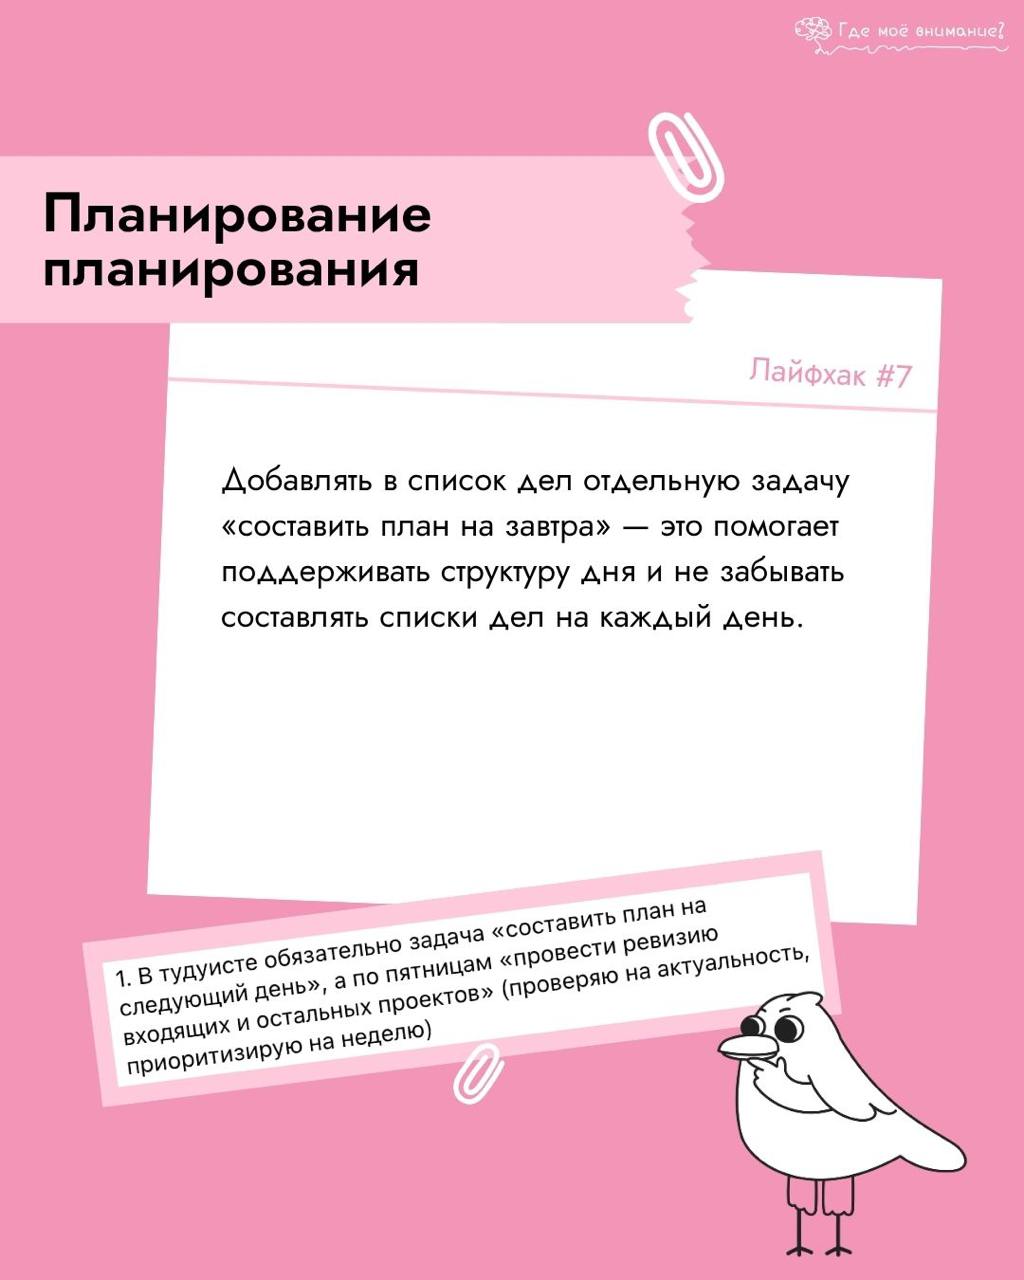 Где моё внимание?
Планирование
планирования
Лайфхак #7
Добавлять в список дел отдельную задачу
«составить план на завтра» — это помогает
поддерживать структуру дня и не забывать
составлять списки дел на каждый день.
1. В тудуисте обязательно задача «составить план на
следующий день», а по пятницам «провести ревизию
входящих и остальных проектов» (проверяю на актуальность,
приоритизирую на неделю)